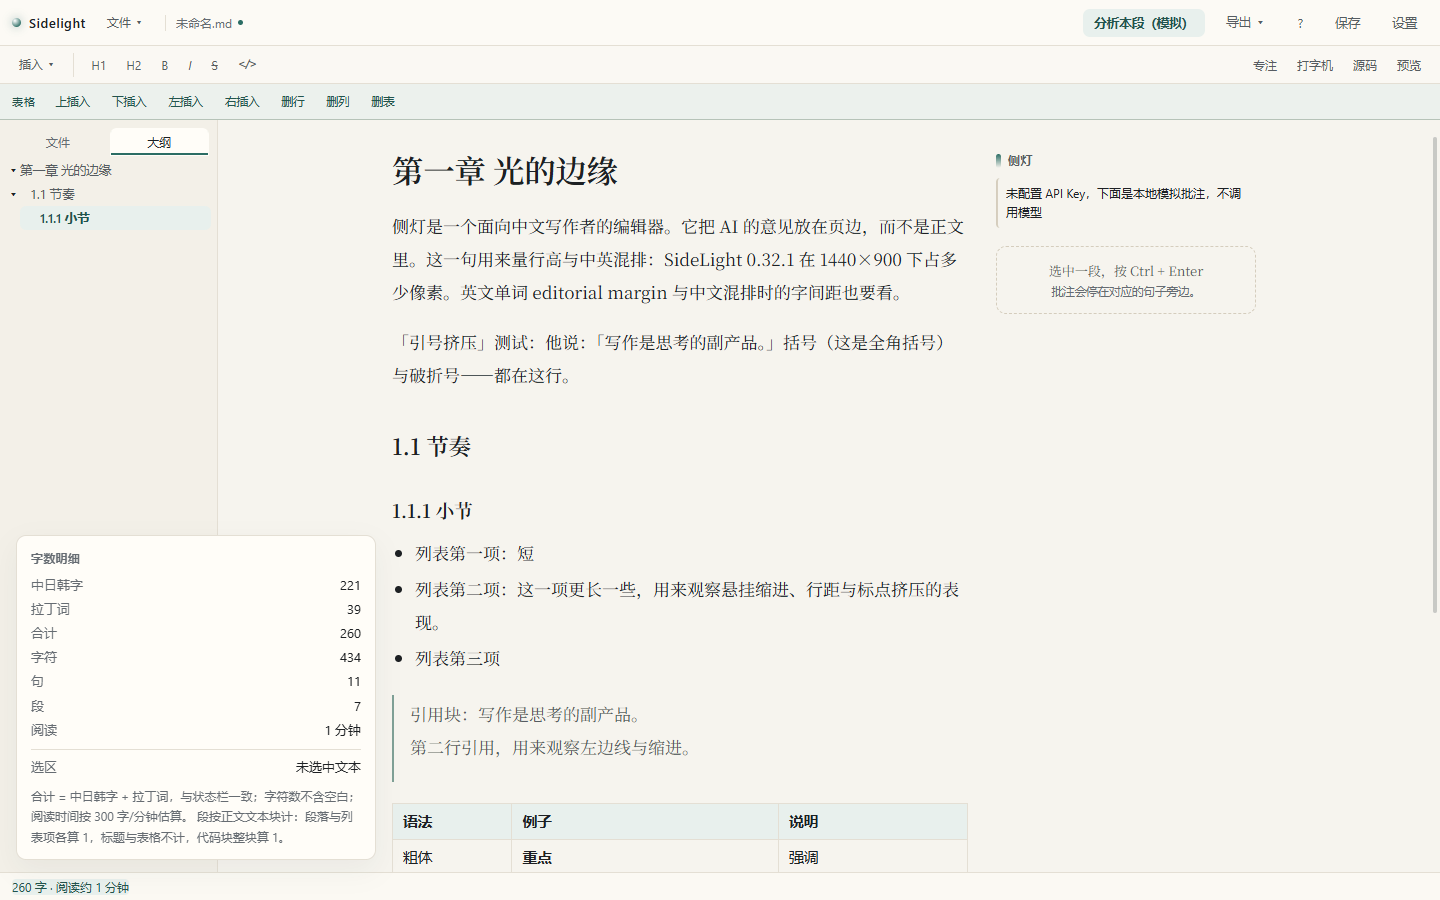 Sidelight 文件 未命名.md 分析本段（模拟） 导出 ? 保存 设置
插入 H1 H2 B I S </> 专注 打字机 源码 预览
表格 上插入 下插入 左插入 右插入 删行 删列 删表
文件 大纲
第一章 光的边缘
1.1 节奏
1.1.1 小节
第一章 光的边缘
侧灯是一个面向中文写作者的编辑器。它把 AI 的意见放在页边，而不是正文
里。这一句用来量行高与中英混排：SideLight 0.32.1 在 1440×900 下占多
少像素。英文单词 editorial margin 与中文混排时的字间距也要看。
「引号挤压」测试：他说：「写作是思考的副产品。」括号（这是全角括号）
与破折号——都在这行。
1.1 节奏
1.1.1 小节
列表第一项：短
列表第二项：这一项更长一些，用来观察悬挂缩进、行距与标点挤压的表
现。
列表第三项
引用块：写作是思考的副产品。
第二行引用，用来观察左边线与缩进。
语法 例子 说明
粗体 重点 强调
侧灯
未配置 API Key，下面是本地模拟批注，不调
用模型
选中一段，按 Ctrl + Enter
批注会停在对应的句子旁边。
字数明细
中日韩字 221
拉丁词 39
合计 260
字符 434
句 11
段 7
阅读 1 分钟
选区 未选中文本
合计 = 中日韩字 + 拉丁词，与状态栏一致；字符数不含空白；
阅读时间按 300 字/分钟估算。 段按正文文本块计：段落与列
表项各算 1，标题与表格不计，代码块整块算 1。
260 字 · 阅读约 1 分钟